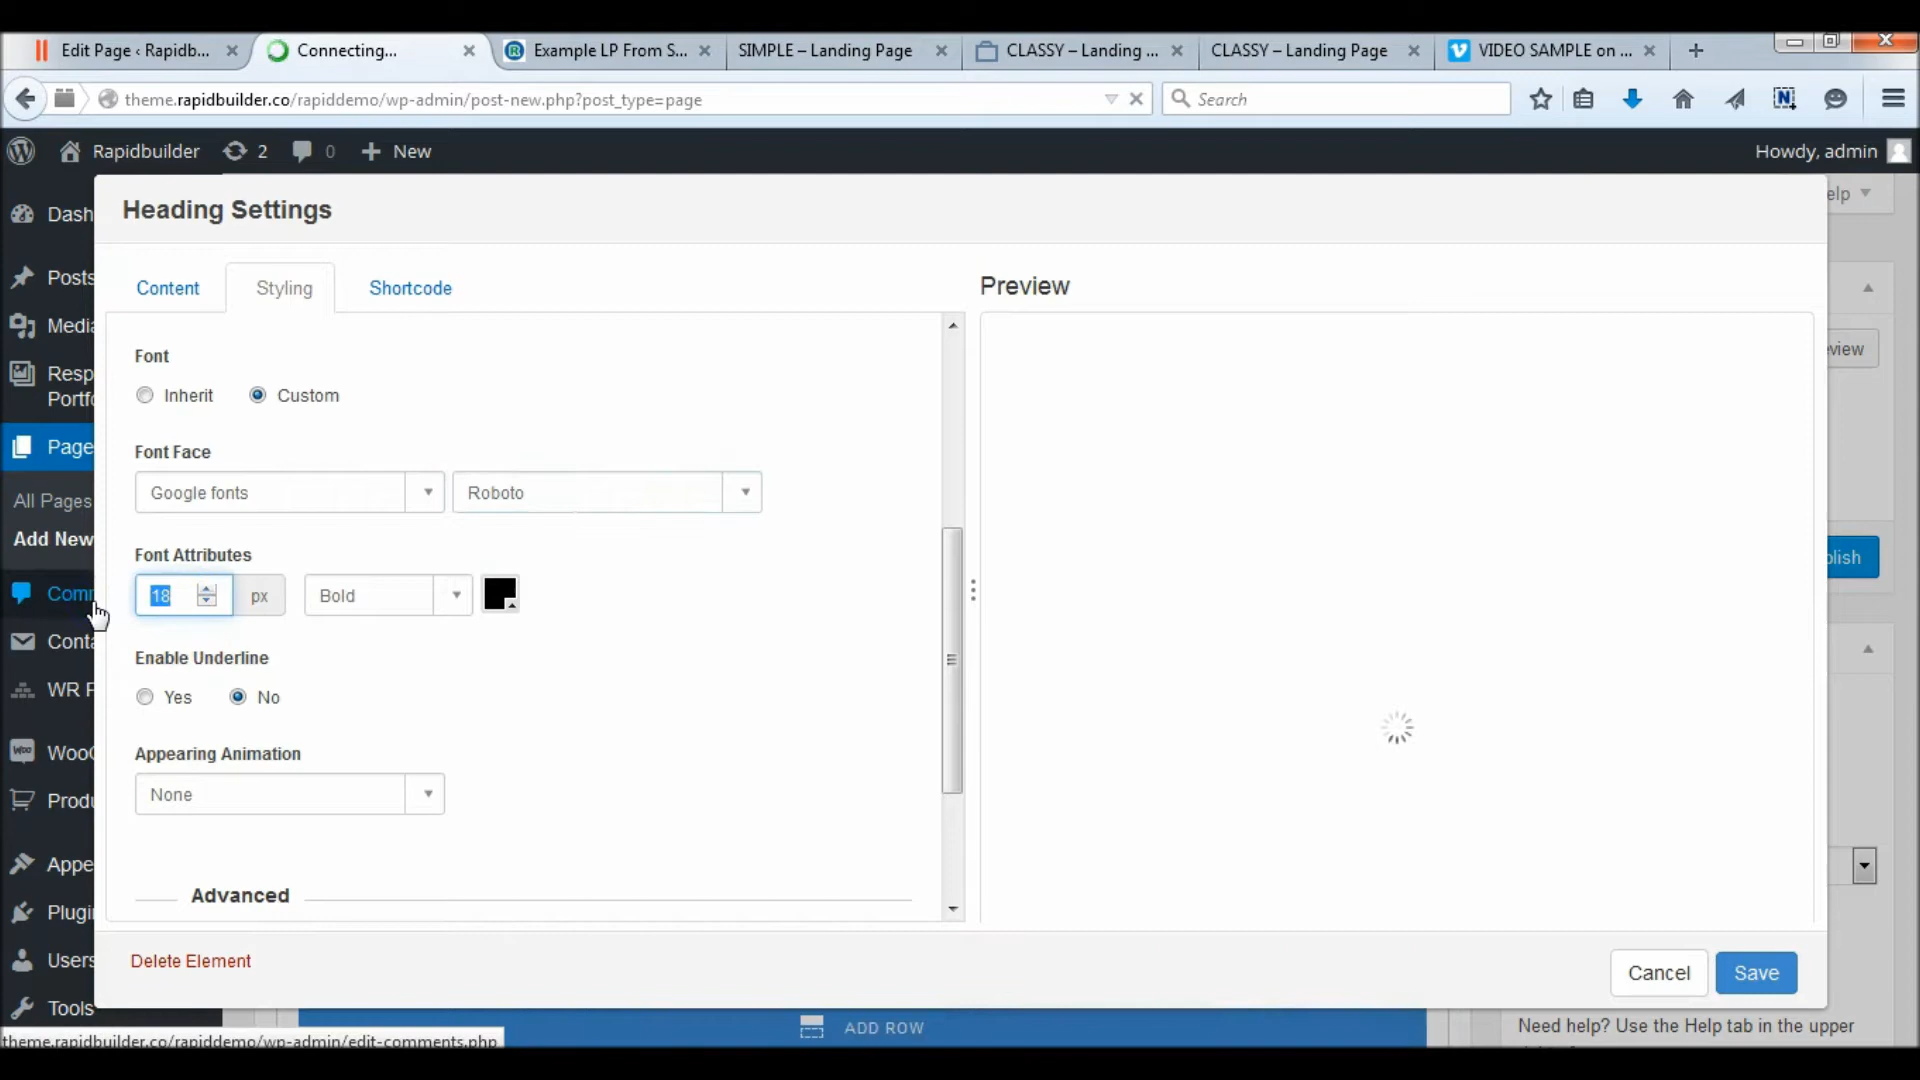 Edit Page ‹ Rapidb...
Connecting...
Example LP From S...
SIMPLE – Landing Page
CLASSY – Landing ...
CLASSY – Landing Page
VIDEO SAMPLE on ...
theme.rapidbuilder.co/rapiddemo/wp-admin/post-new.php?post_type=page
Search
Rapidbuilder
2
0
New
Howdy, admin
Heading Settings
elp
Dash
Posts
Media
Resp
Portfo
Page
All Pages
Add New
Comm
Conta
WR P
Woo
WooC
Produ
Appe
Plugi
Users
Tools
Content
Styling
Shortcode
Font
Inherit
Custom
Font Face
Google fonts
Roboto
Font Attributes
18
px
Bold
Enable Underline
Yes
No
Appearing Animation
None
Advanced
Preview
eview
blish
Delete Element
Cancel
Save
ADD ROW
Need help? Use the Help tab in the upper
theme.rapidbuilder.co/rapiddemo/wp-admin/edit-comments.php